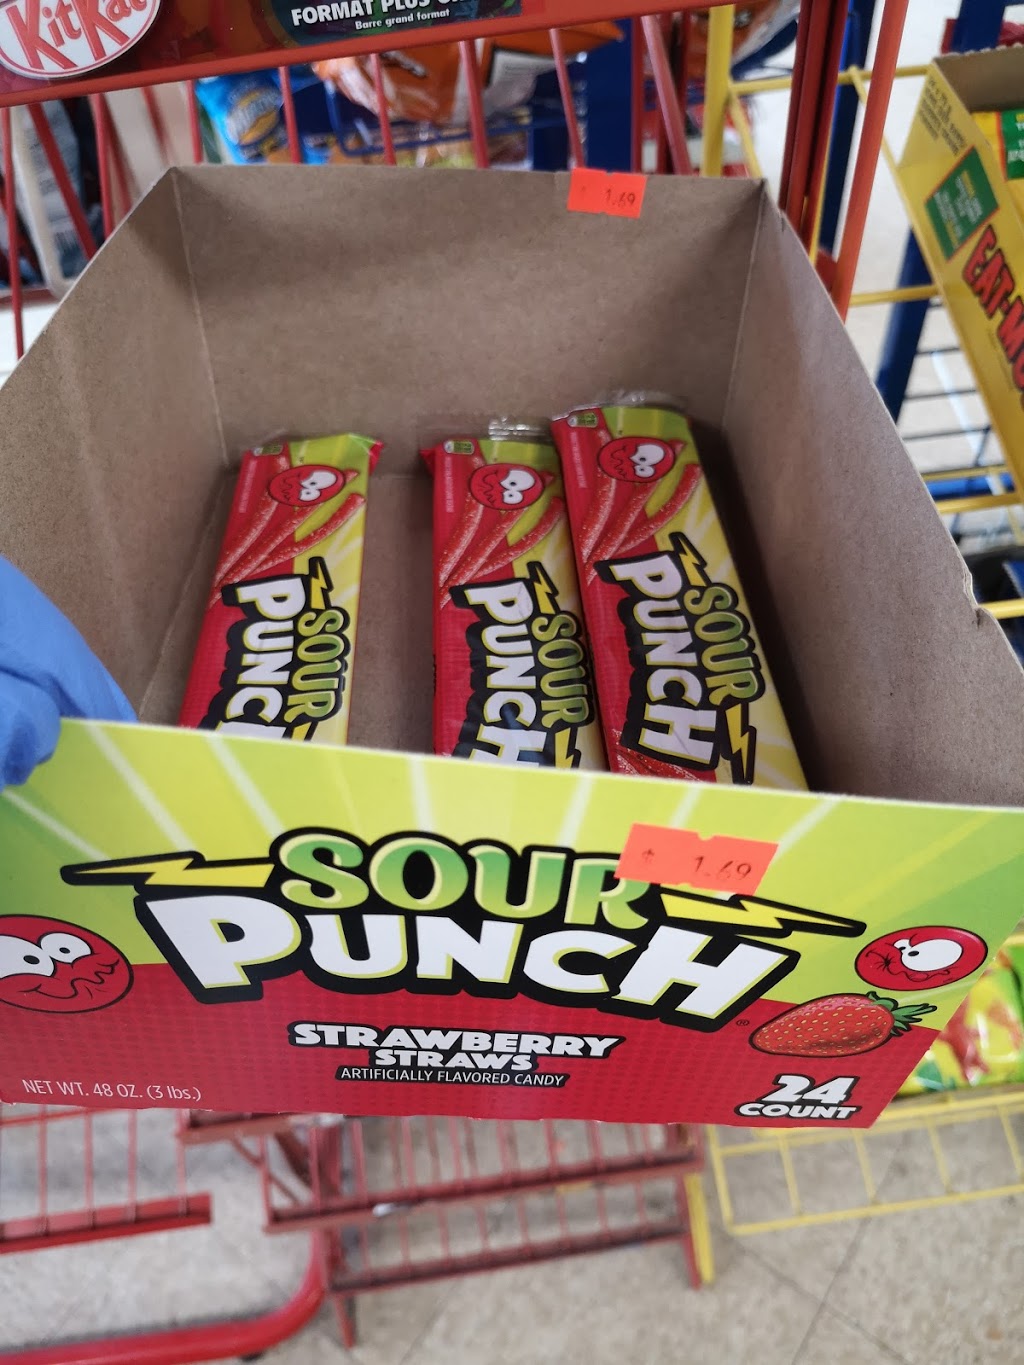 KitKat
FORMAT PLUS
Barre grand format
$ 1.69
EAT-M
SOUR
PUNCH
SOUR
PUNCH
SOUR
PUNCH
$ 1.69
SOUR
PUNCH
STRAWBERRY
STRAWS
ARTIFICIALLY FLAVORED CANDY
NET WT. 48 OZ. (3 lbs.)
24
COUNT